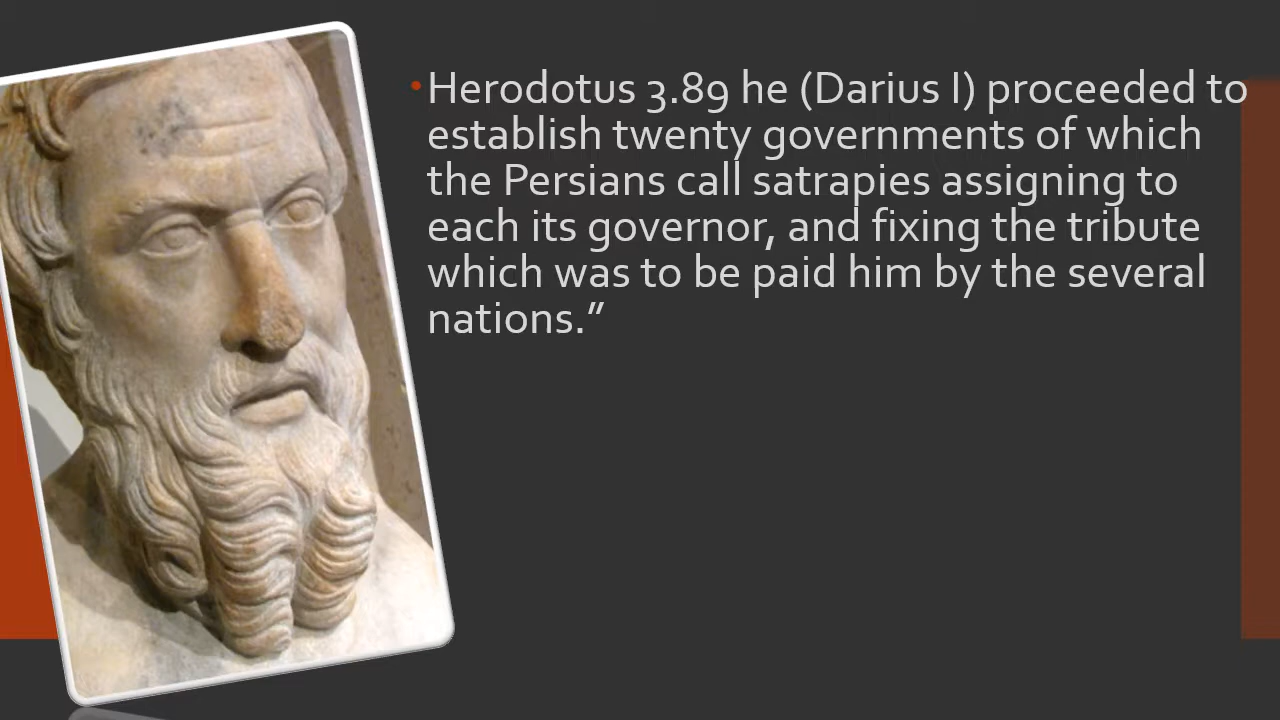 •Herodotus 3.89 he (Darius I) proceeded to
establish twenty governments of which
the Persians call satrapies assigning to
each its governor, and fixing the tribute
which was to be paid him by the several
nations.”